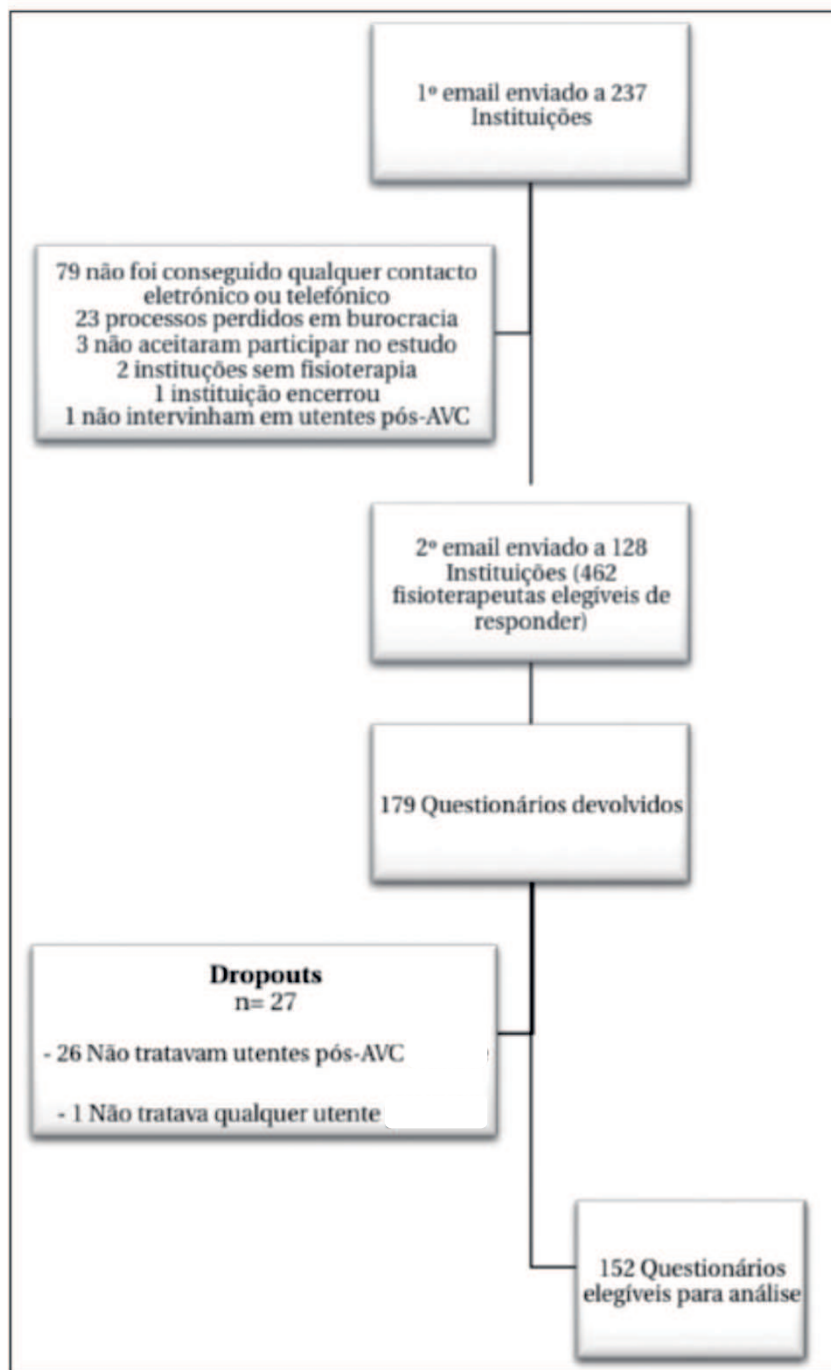 1º email enviado a 237
Instituições
79 não foi conseguido qualquer contacto
eletrónico ou telefónico
23 processos perdidos em burocracia
3 não aceitaram participar no estudo
2 instituções sem fisioterapia
1 instituição encerrou
1 não intervinham em utentes pós-AVC
2º email enviado a 128
Instituições (462
fisioterapeutas elegíveis de
responder)
179 Questionários devolvidos
Dropouts
n= 27
- 26 Não tratavam utentes pós-AVC
- 1 Não tratava qualquer utente
152 Questionários
elegíveis para análise